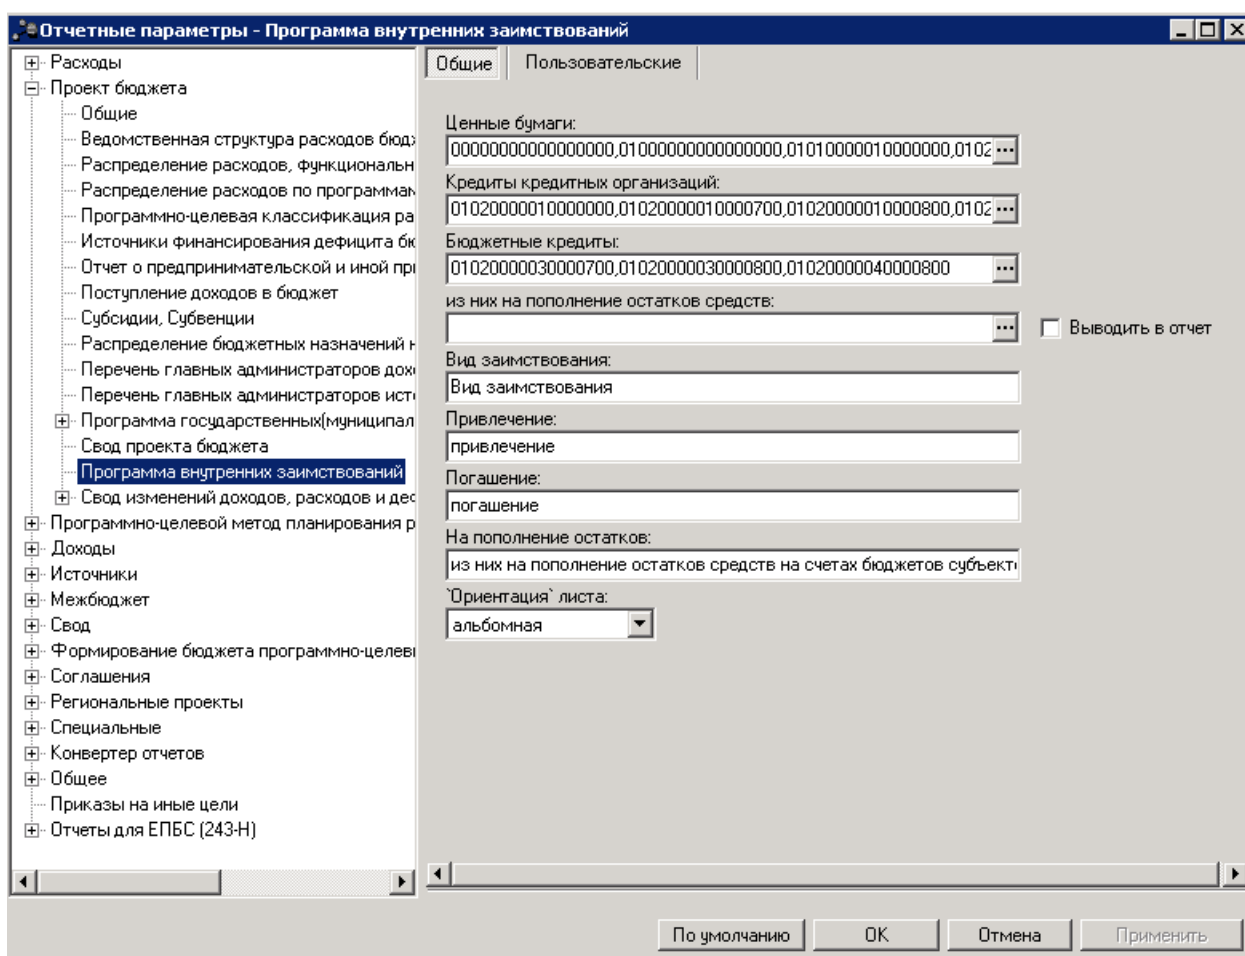 Отчетные параметры - Программа внутренних заимствований
Расходы
Проект бюджета
Общие
Ведомственная структура расходов бюдж
Распределение расходов, функциональн
Распределение расходов по программам
Программно-целевая классификация ра
Источники финансирования дефицита бю
Отчет о предпринимательской и иной при
Поступление доходов в бюджет
Субсидии, Субвенции
Распределение бюджетных назначений н
Перечень главных администраторов дохо
Перечень главных администраторов исто
Программа государственных(муниципал
Свод проекта бюджета
Программа внутренних заимствований
Свод изменений доходов, расходов и деф
Программно-целевой метод планирования р
Доходы
Источники
Межбюджет
Свод
Формирование бюджета программно-целевы
Соглашения
Региональные проекты
Специальные
Конвертер отчетов
Общее
Приказы на иные цели
Отчеты для ЕПБС (243-Н)
Общие
Пользовательские
Ценные бумаги:
00000000000000000,01000000000000000,01010000010000000,0102 ...
Кредиты кредитных организаций:
01020000010000000,01020000010000700,01020000010000800,0102 ...
Бюджетные кредиты:
01020000030000700,01020000030000800,01020000040000800 ...
из них на пополнение остатков средств:
... Выводить в отчет
Вид заимствования:
Вид заимствования
Привлечение:
привлечение
Погашение:
погашение
На пополнение остатков:
из них на пополнение остатков средств на счетах бюджетов субъекто
`Ориентация` листа:
альбомная
По умолчанию
OK
Отмена
Применить